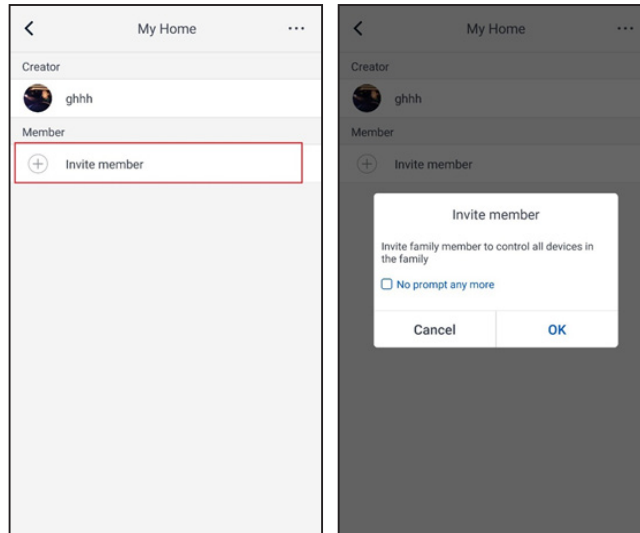 My Home
Creator
ghhh
Member
Invite member
My Home
Creator
ghhh
Member
Invite member
Invite member
Invite family member to control all devices in
the family
No prompt any more
Cancel OK